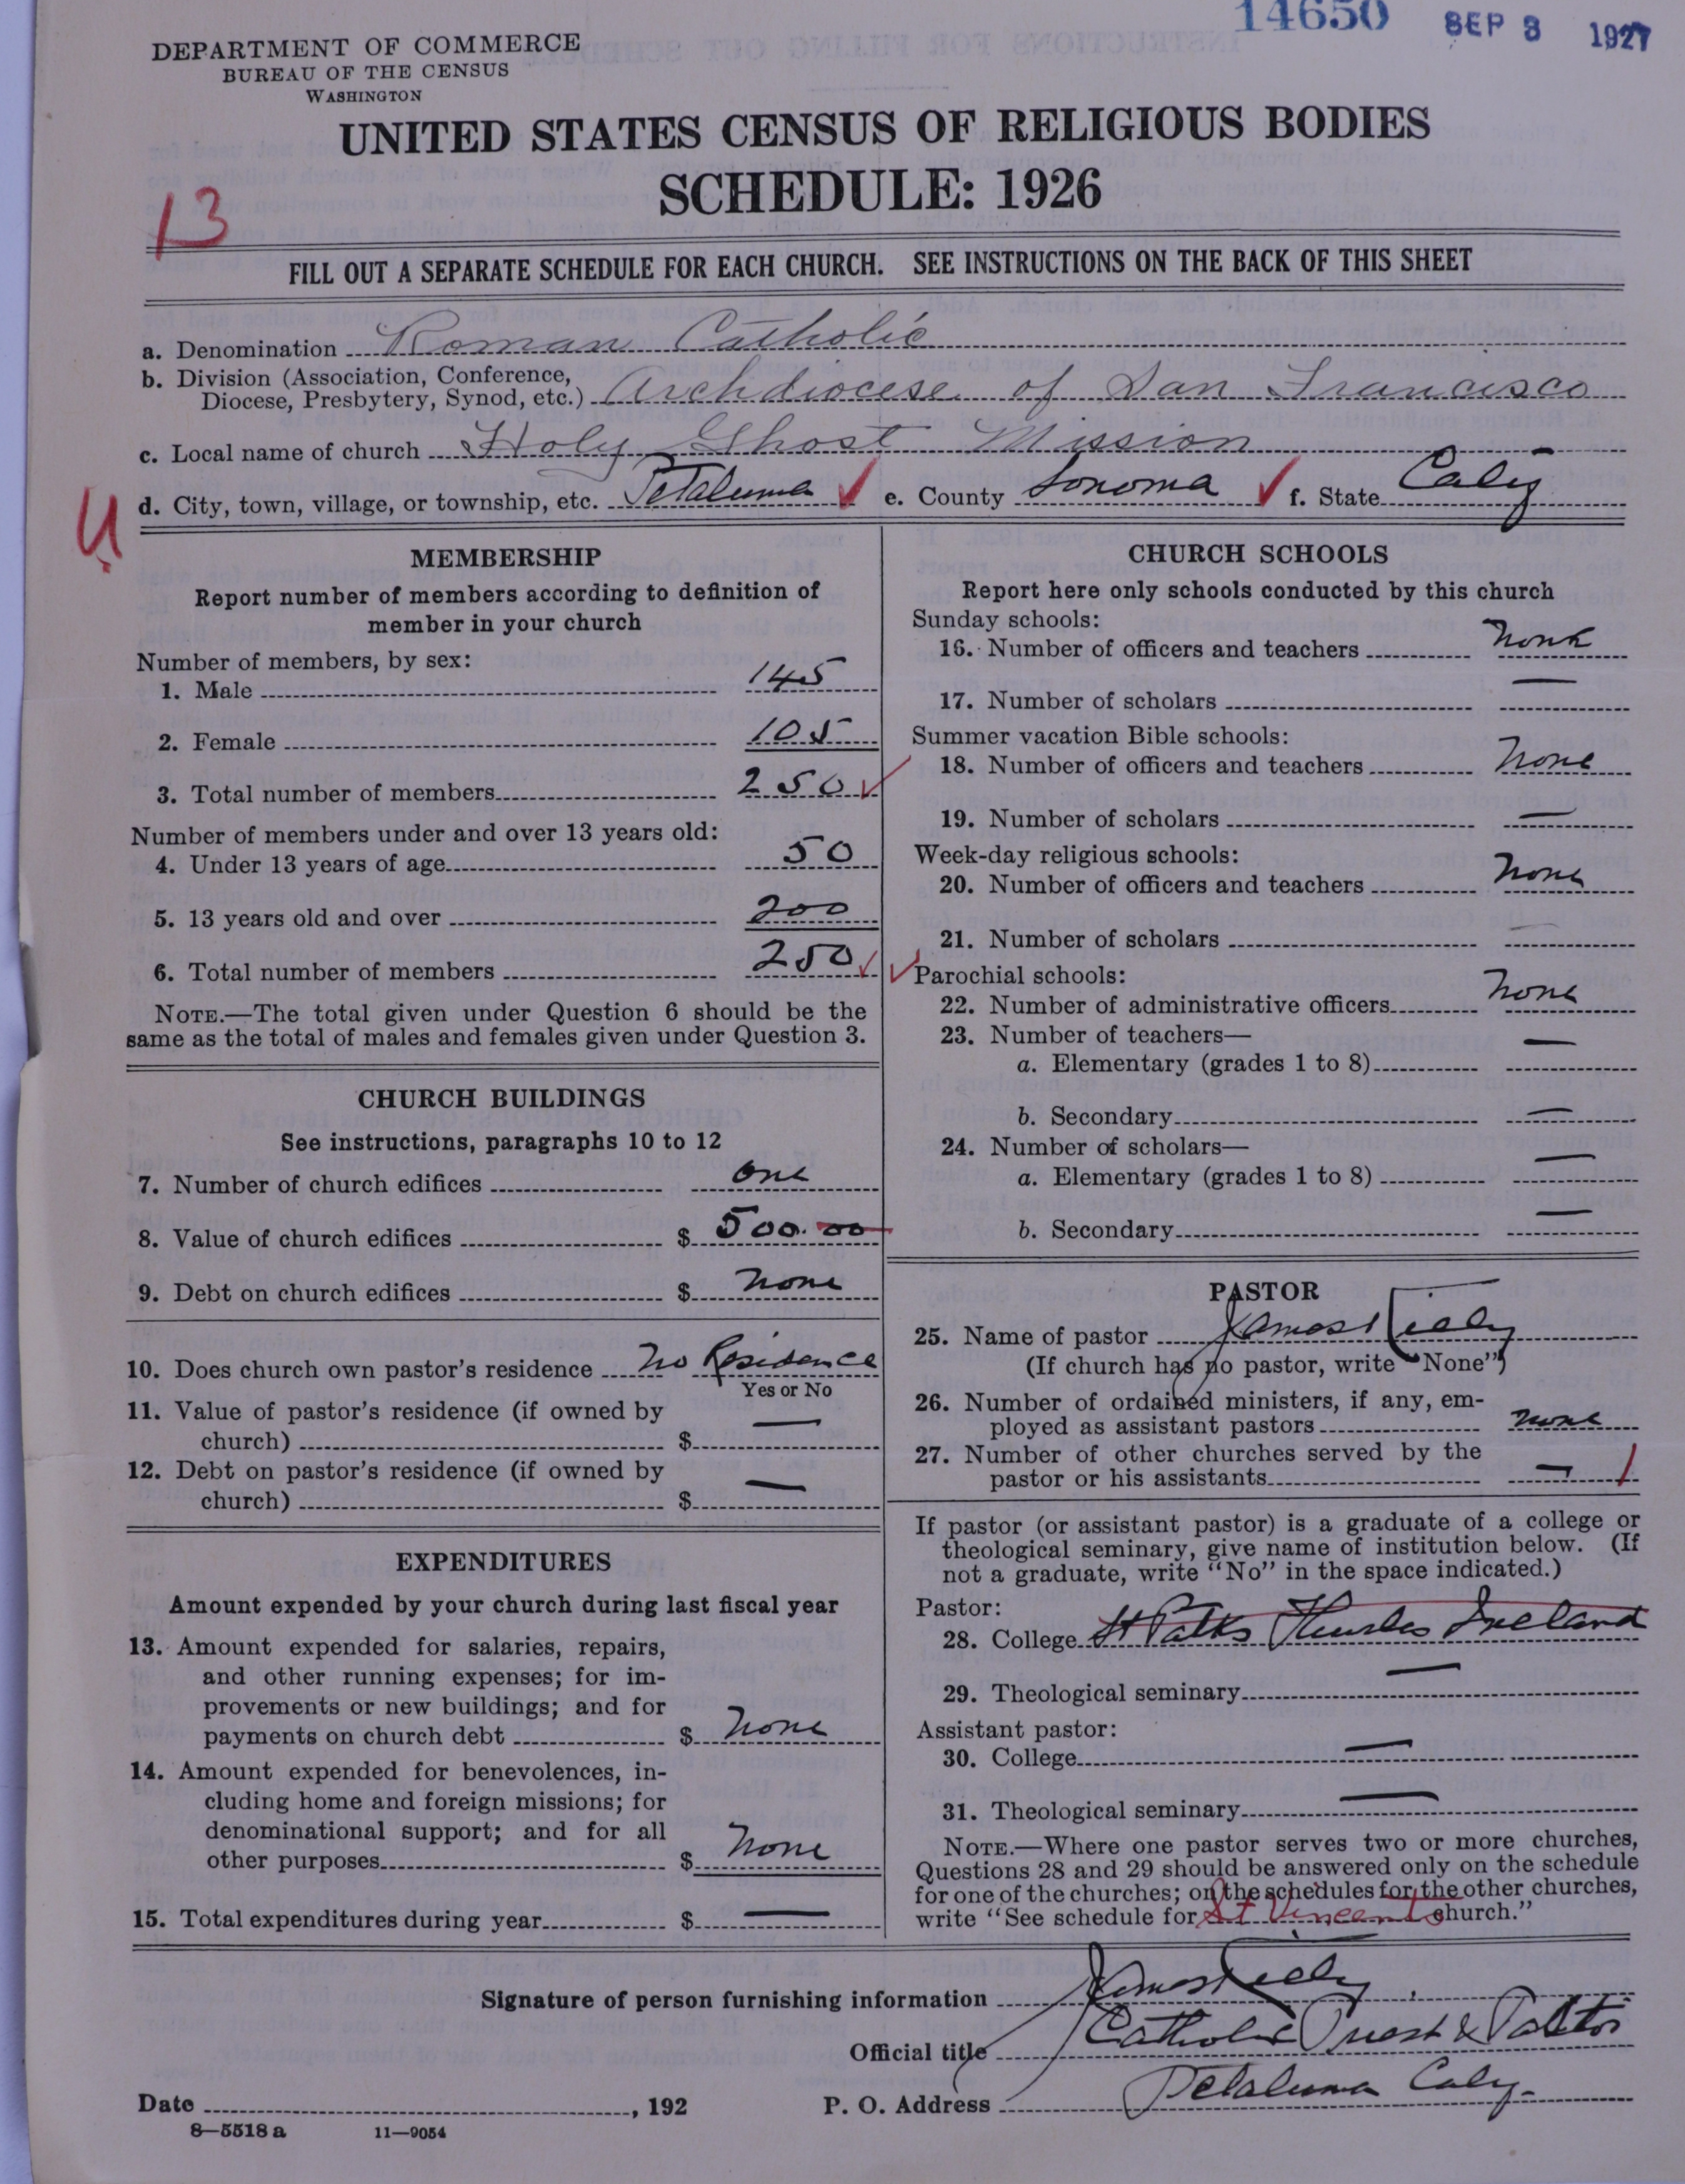 14650 SEP 3 1927
DEPARTMENT OF COMMERCE
BUREAU OF THE CENSUS
WASHINGTON
UNITED STATES CENSUS OF RELIGIOUS BODIES
SCHEDULE: 1926
13
FILL OUT A SEPARATE SCHEDULE FOR EACH CHURCH. SEE INSTRUCTIONS ON THE BACK OF THIS SHEET
a. Denomination Roman Catholic
b. Division (Association, Conference,
Diocese, Presbytery, Synod, etc.) Archdiocese of San Francisco
c. Local name of church Holy Ghost Mission
d. City, town, village, or township, etc. Petaluma ✓ e. County Sonoma ✓ f. State Calif
U
MEMBERSHIP
Report number of members according to definition of
member in your church
Number of members, by sex:
1. Male 145
2. Female 105
3. Total number of members 250 ✓
Number of members under and over 13 years old:
4. Under 13 years of age 50
5. 13 years old and over 200
6. Total number of members 250 ✓
NOTE.—The total given under Question 6 should be the
same as the total of males and females given under Question 3.
CHURCH BUILDINGS
See instructions, paragraphs 10 to 12
7. Number of church edifices one
8. Value of church edifices $ 500.00
9. Debt on church edifices $ none
10. Does church own pastor's residence no Residence
Yes or No
11. Value of pastor's residence (if owned by
church) $ —
12. Debt on pastor's residence (if owned by
church) $ —
EXPENDITURES
Amount expended by your church during last fiscal year
13. Amount expended for salaries, repairs,
and other running expenses; for im-
provements or new buildings; and for
payments on church debt $ none
14. Amount expended for benevolences, in-
cluding home and foreign missions; for
denominational support; and for all
other purposes $ none
15. Total expenditures during year $ —
CHURCH SCHOOLS
Report here only schools conducted by this church
Sunday schools:
16. Number of officers and teachers none
17. Number of scholars —
Summer vacation Bible schools:
18. Number of officers and teachers none
19. Number of scholars —
Week-day religious schools:
20. Number of officers and teachers none
21. Number of scholars —
✓ Parochial schools:
22. Number of administrative officers none
23. Number of teachers—
a. Elementary (grades 1 to 8) —
b. Secondary —
24. Number of scholars—
a. Elementary (grades 1 to 8) —
b. Secondary —
PASTOR
25. Name of pastor James Kiely
(If church has no pastor, write "None")
26. Number of ordained ministers, if any, em-
ployed as assistant pastors none
27. Number of other churches served by the
pastor or his assistants — 1
If pastor (or assistant pastor) is a graduate of a college or
theological seminary, give name of institution below. (If
not a graduate, write "No" in the space indicated.)
Pastor:
28. College St Patks Thurles Ireland
29. Theological seminary —
Assistant pastor:
30. College —
31. Theological seminary —
NOTE.—Where one pastor serves two or more churches,
Questions 28 and 29 should be answered only on the schedule
for one of the churches; on the schedules for the other churches,
write "See schedule for St Vincents church."
Signature of person furnishing information James Kiely
Official title Catholic Priest & Pastor
Date , 192 P. O. Address Petaluma Calif.
8—5518 a 11—9054